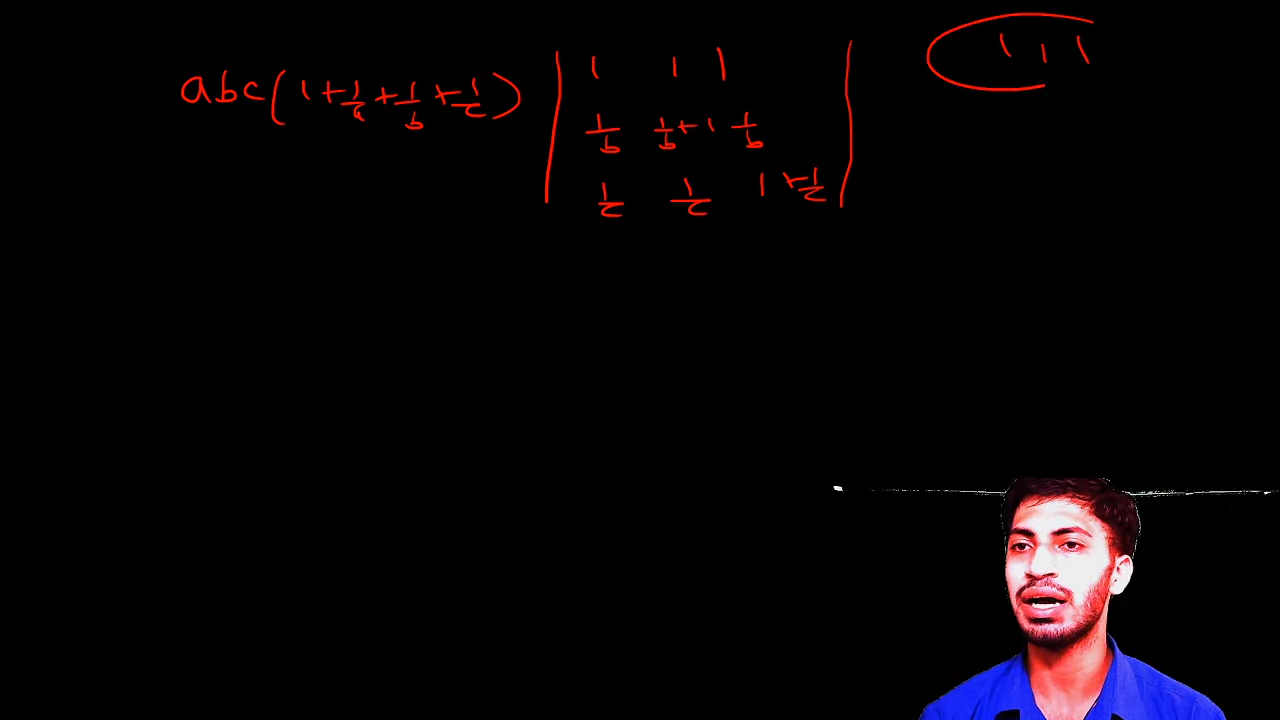 abc(1+1/a+1/b+1/c) | 1 1 1 |
1/b 1/b+1 1/b
1/c 1/c 1+1/c
1 1 1